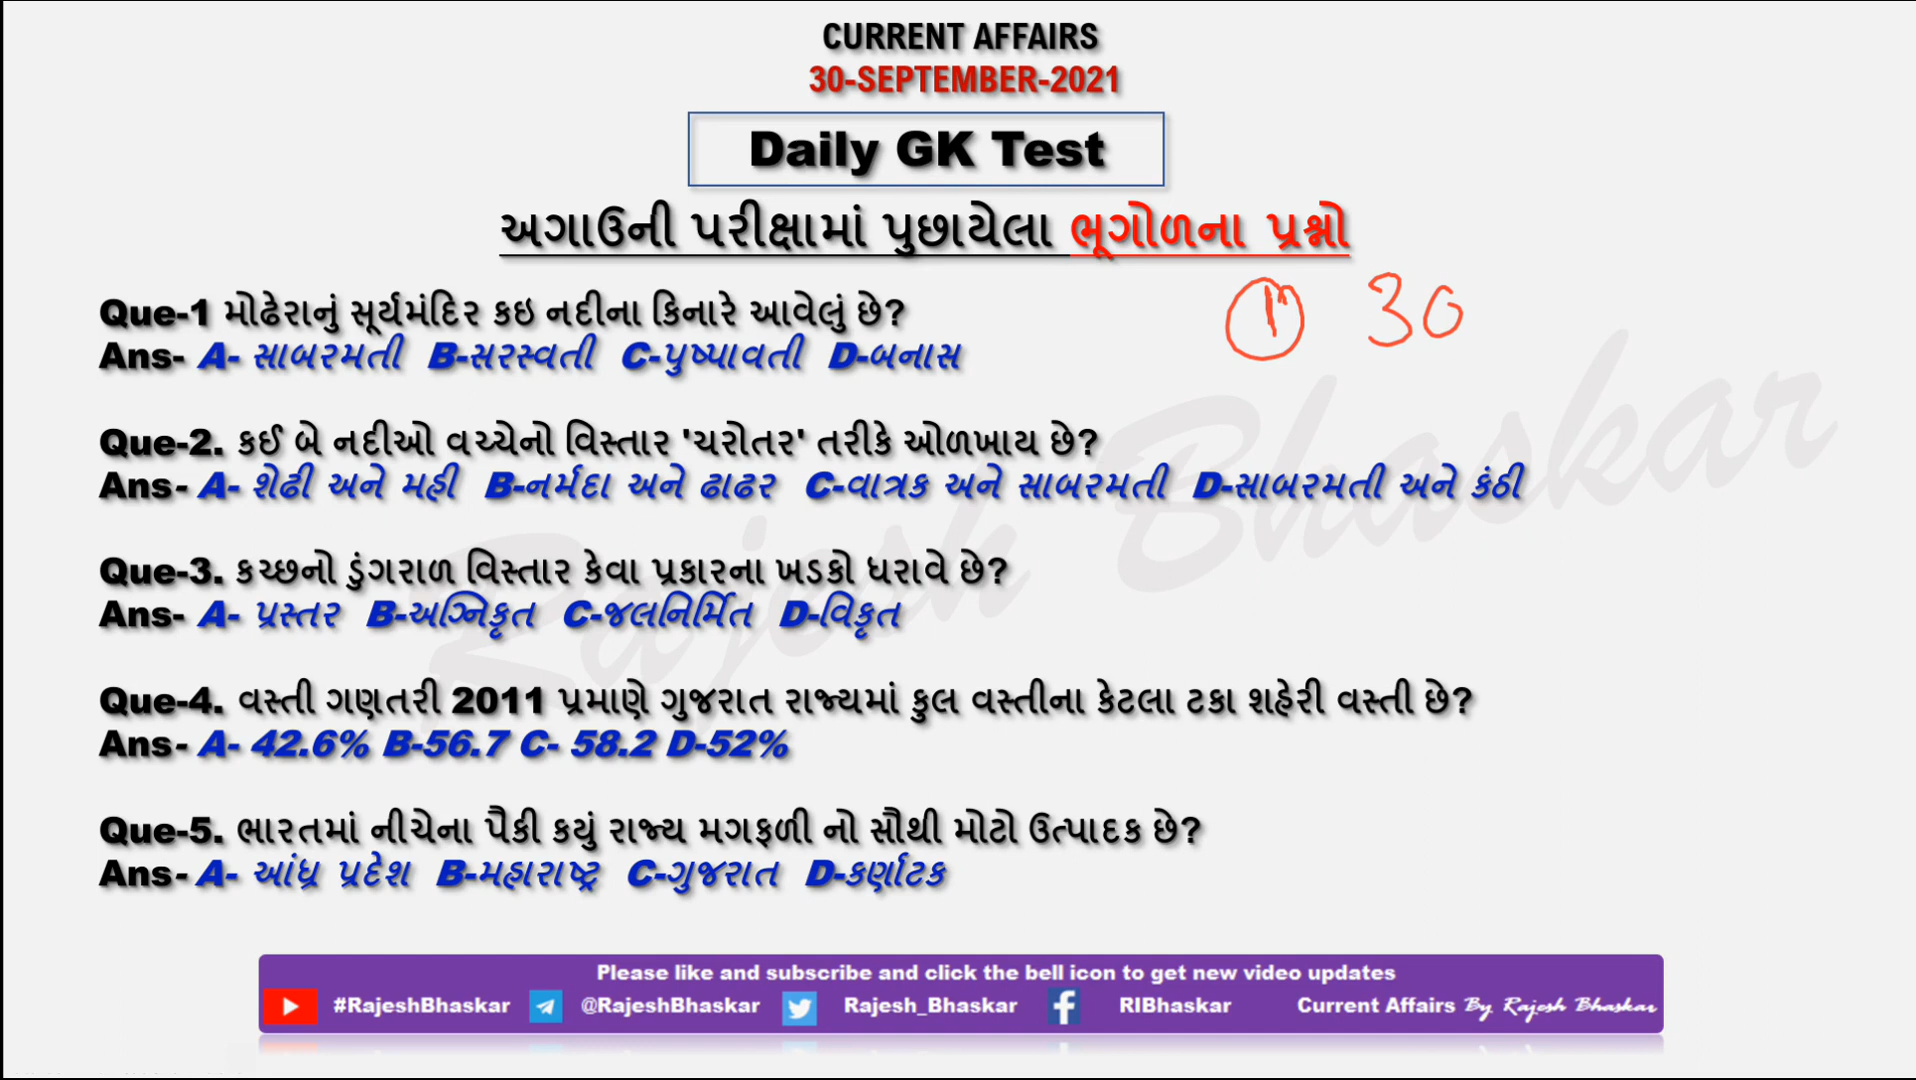 CURRENT AFFAIRS
30-SEPTEMBER-2021
Daily GK Test
અગાઉની પરીક્ષામાં પુછાયેલા ભૂગોળના પ્રશ્નો
① 30
Que-1 મોઢેરાનું સૂર્યમંદિર કઇ નદીના કિનારે આવેલું છે?
Ans- A- સાબરમતી B-સરસ્વતી C-પુષ્પાવતી D-બનાસ
Que-2. કઈ બે નદીઓ વચ્ચેનો વિસ્તાર 'ચરોતર' તરીકે ઓળખાય છે?
Ans- A- શેઢી અને મહી B-નર્મદા અને ઢાઢર C-વાત્રક અને સાબરમતી D-સાબરમતી અને કંઠી
Que-3. કચ્છનો ડુંગરાળ વિસ્તાર કેવા પ્રકારના ખડકો ધરાવે છે?
Ans- A- પ્રસ્તર B-અગ્નિકૃત C-જલનિર્મિત D-વિકૃત
Que-4. વસ્તી ગણતરી 2011 પ્રમાણે ગુજરાત રાજ્યમાં કુલ વસ્તીના કેટલા ટકા શહેરી વસ્તી છે?
Ans- A- 42.6% B-56.7 C- 58.2 D-52%
Que-5. ભારતમાં નીચેના પૈકી કયું રાજ્ય મગફળી નો સૌથી મોટો ઉત્પાદક છે?
Ans- A- આંધ્ર પ્રદેશ B-મહારાષ્ટ્ર C-ગુજરાત D-કર્ણાટક
Rajesh Bhaskar
Please like and subscribe and click the bell icon to get new video updates
#RajeshBhaskar @RajeshBhaskar Rajesh_Bhaskar RIBhaskar Current Affairs By Rajesh Bhaskar